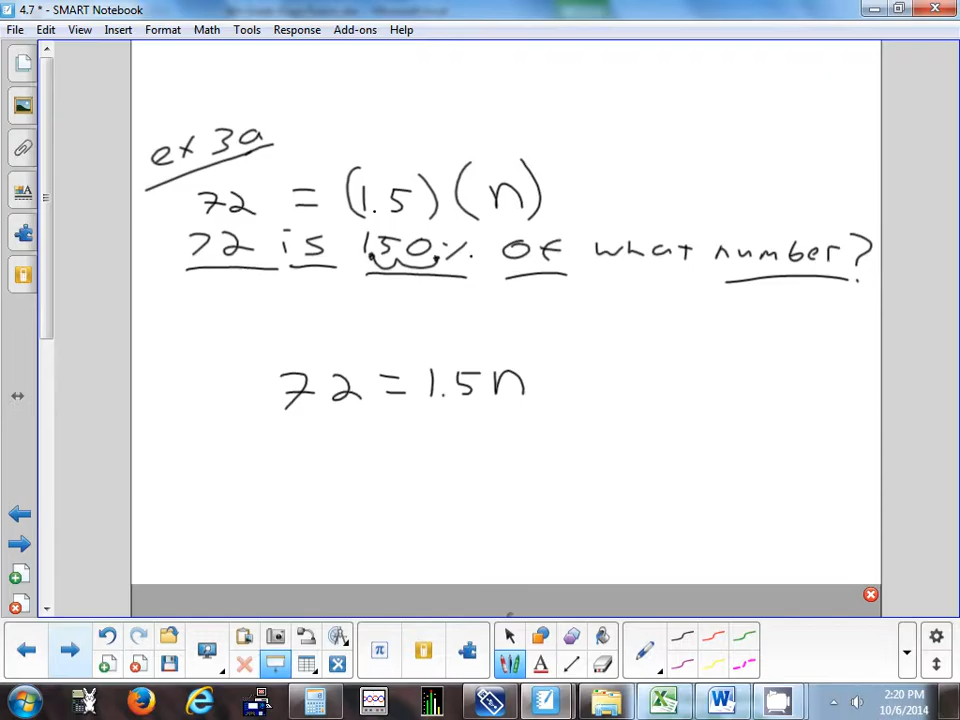 4.7 * - SMART Notebook
File Edit View Insert Format Math Tools Response Add-ons Help
ex 3a
72 = (1.5)(n)
72 is 150% of what number?
72 = 1.5n
2:20 PM
10/6/2014